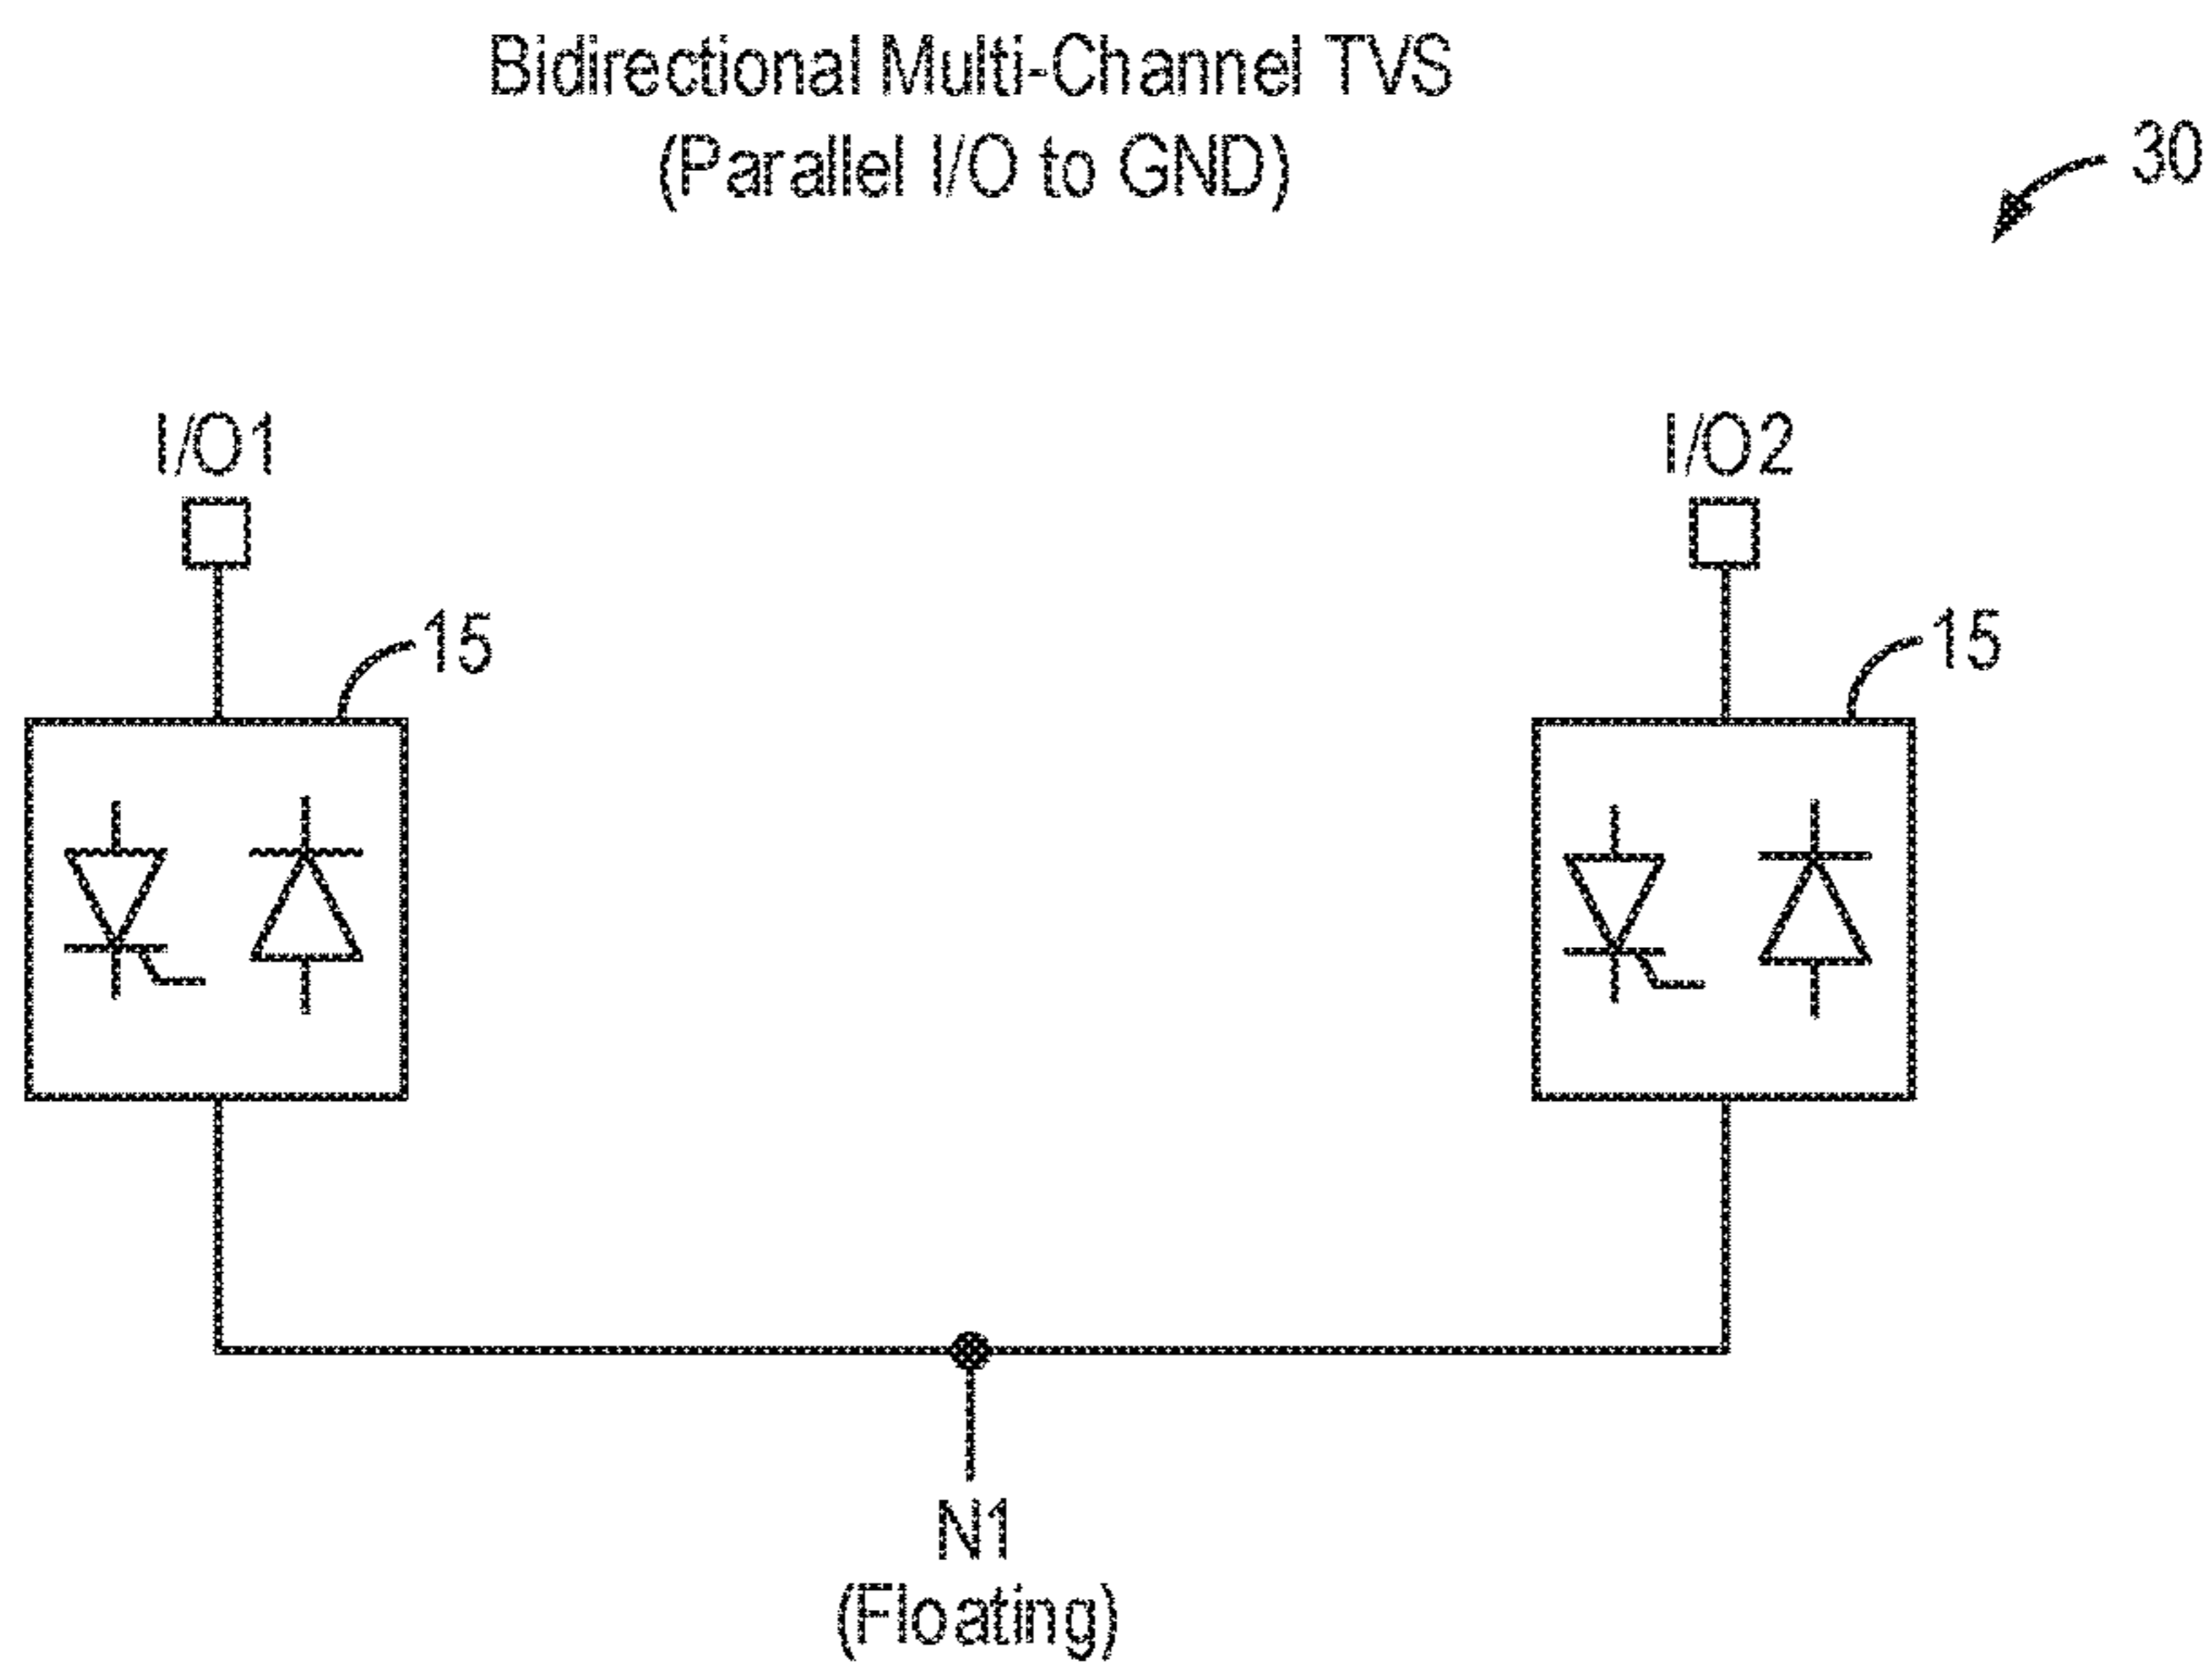 Bidirectional Multi-Channel TVS
(Parallel I/O to GND)
30
I/O1
I/O2
15
15
N1
(Floating)